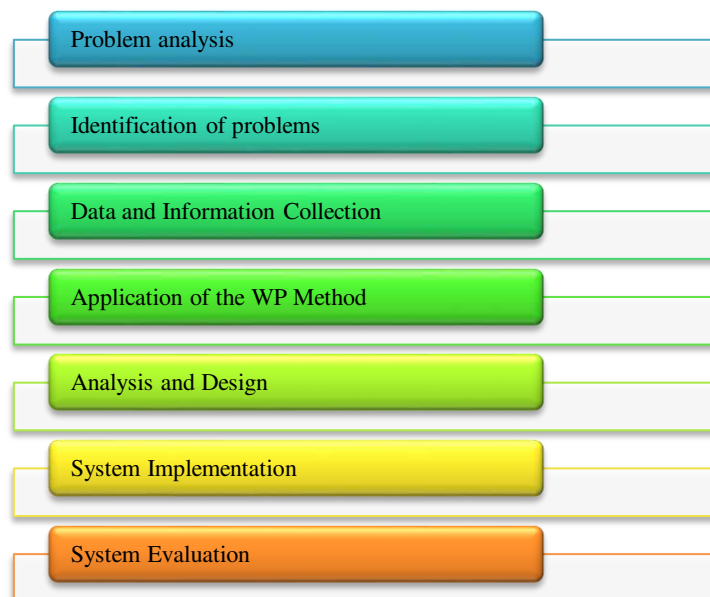 Problem analysis
Identification of problems
Data and Information Collection
Application of the WP Method
Analysis and Design
System Implementation
System Evaluation